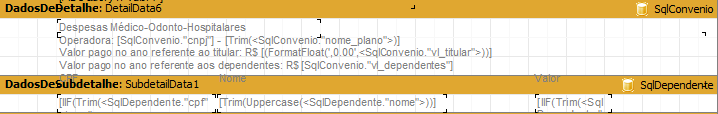 DadosDeDetalhe: DetailData6 SqlConvenio
Despesas Médico-Odonto-Hospitalares
Operadora: [SqlConvenio."cnpj"] - [Trim(<SqlConvenio."nome_plano">)]
Valor pago no ano referente ao titular: R$ [(FormatFloat(',0.00',<SqlConvenio."vl_titular">))]
Valor pago no ano referente aos dependentes: R$ [SqlConvenio."vl_dependentes"]
CPF Nome Valor
DadosDeSubdetalhe: SubdetailData1 SqlDependente
[IIF(Trim(<SqlDependente."cpf" [Trim(Uppercase(<SqlDependente."nome">))] [IIF(Trim(<Sql